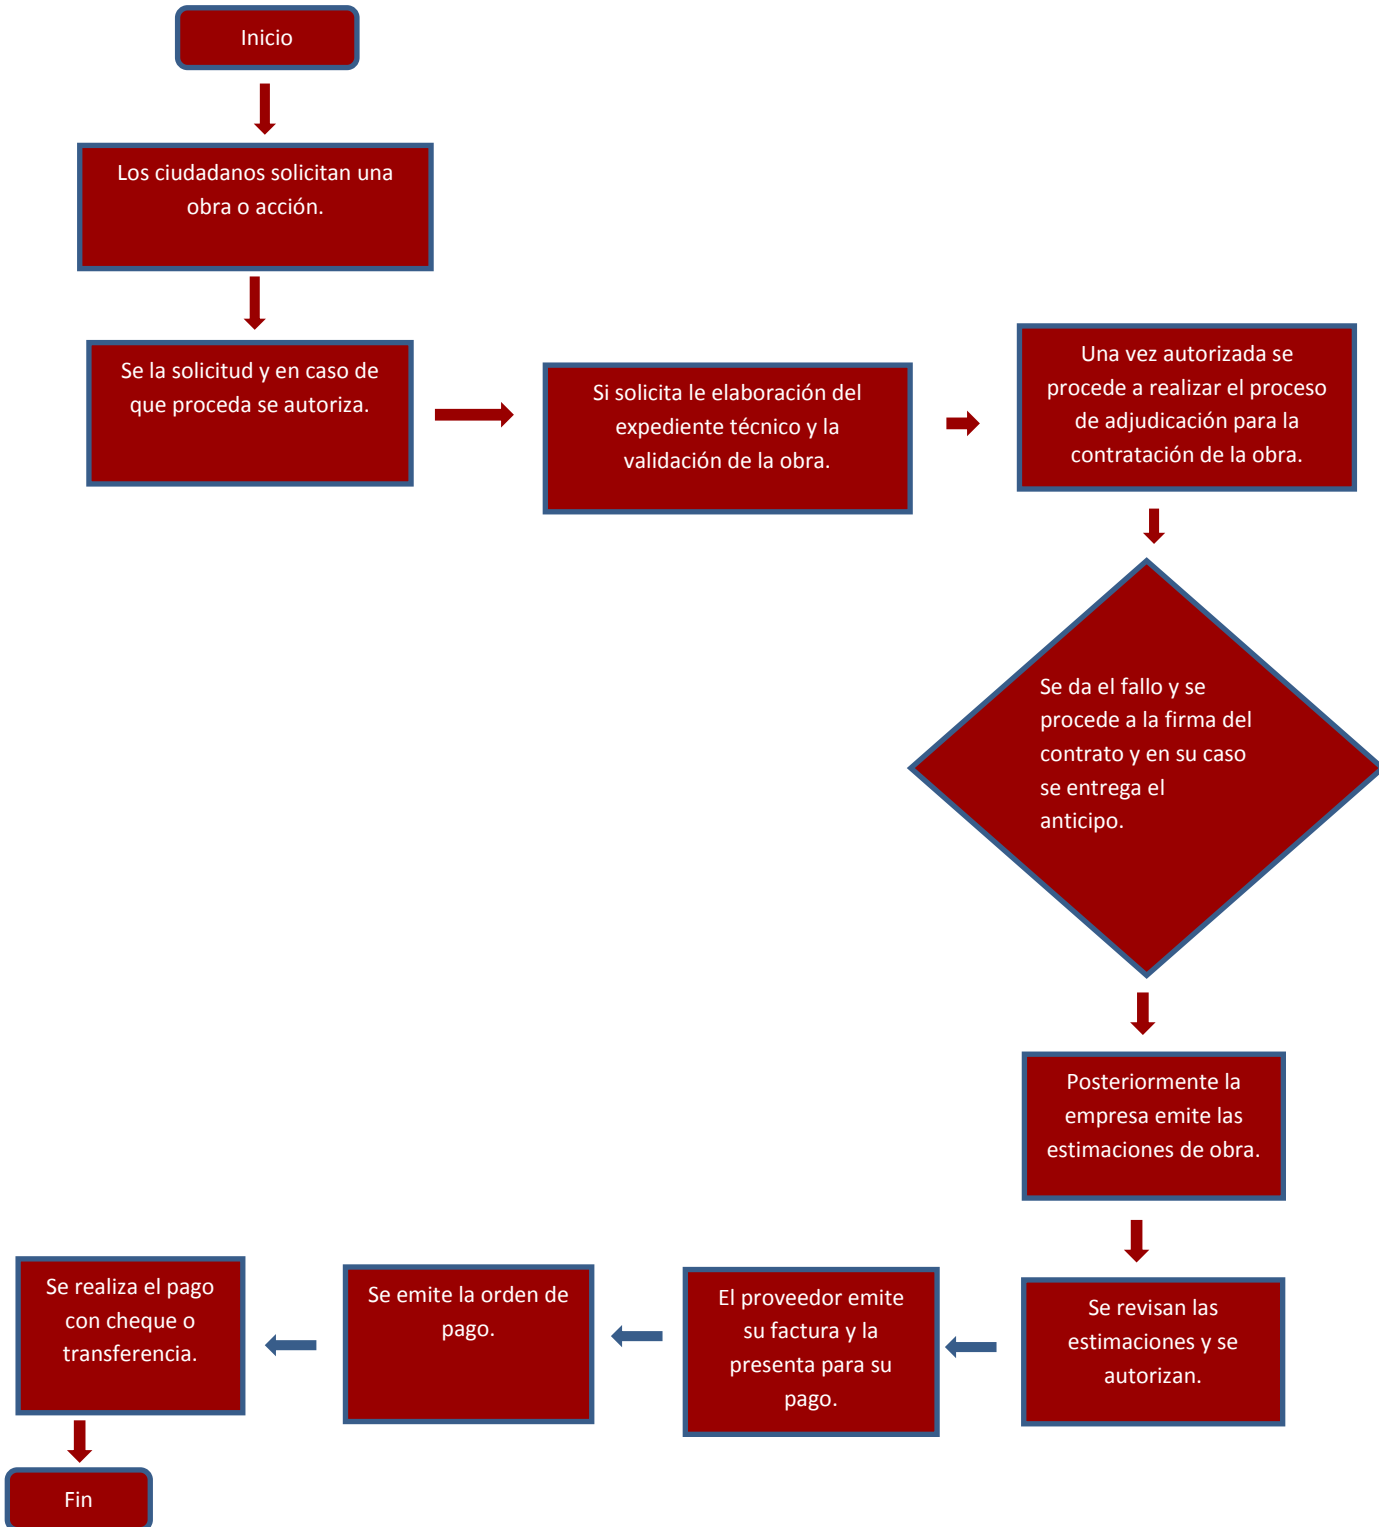 Inicio
Los ciudadanos solicitan una
obra o acción.
Se la solicitud y en caso de
que proceda se autoriza.
Si solicita le elaboración del
expediente técnico y la
validación de la obra.
Una vez autorizada se
procede a realizar el proceso
de adjudicación para la
contratación de la obra.
Se da el fallo y se
procede a la firma del
contrato y en su caso
se entrega el
anticipo.
Posteriormente la
empresa emite las
estimaciones de obra.
Se revisan las
estimaciones y se
autorizan.
El proveedor emite
su factura y la
presenta para su
pago.
Se emite la orden de
pago.
Se realiza el pago
con cheque o
transferencia.
Fin